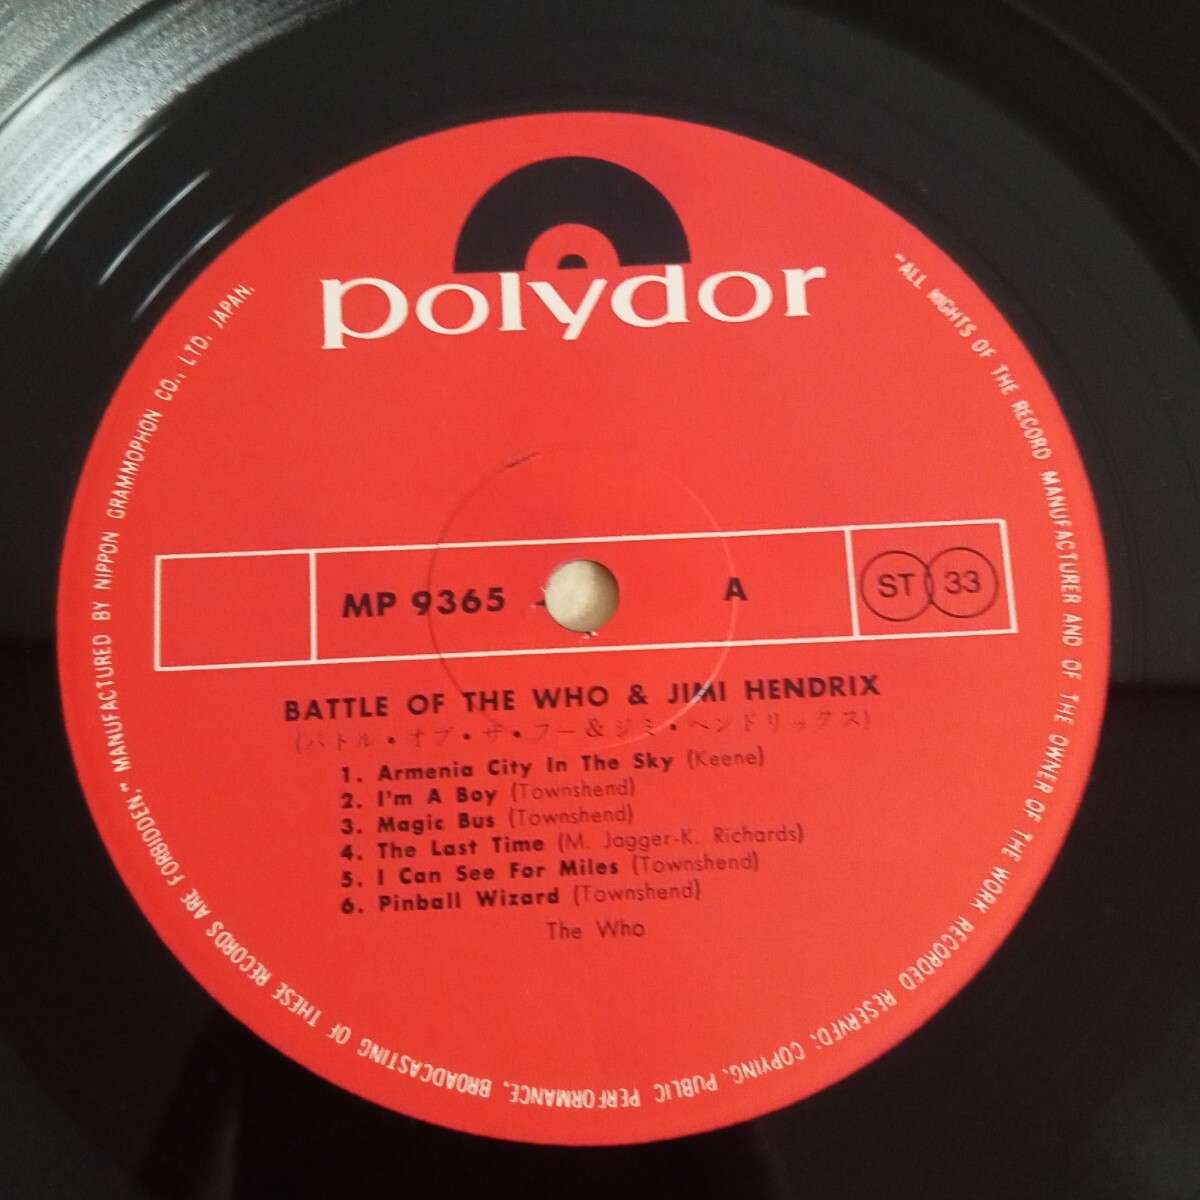 polydor
MP 9365
A
ST 33
BATTLE OF THE WHO & JIMI HENDRIX
(バトル・オブ・ザ・フー&ジミ・ヘンドリックス)
1. Armenia City In The Sky (Keene)
2. I'm A Boy (Townshend)
3. Magic Bus (Townshend)
4. The Last Time (M. Jagger-K. Richards)
5. I Can See For Miles (Townshend)
6. Pinball Wizard (Townshend)
The Who
"ALL RIGHTS OF THE RECORD MANUFACTURER AND OF THE OWNER OF THE WORK RECORDED RESERVED; COPYING, PUBLIC PERFORMANCE, BROADCASTING OF THESE RECORDS ARE FORBIDDEN." MANUFACTURED BY NIPPON GRAMMOPHON CO., LTD. JAPAN.